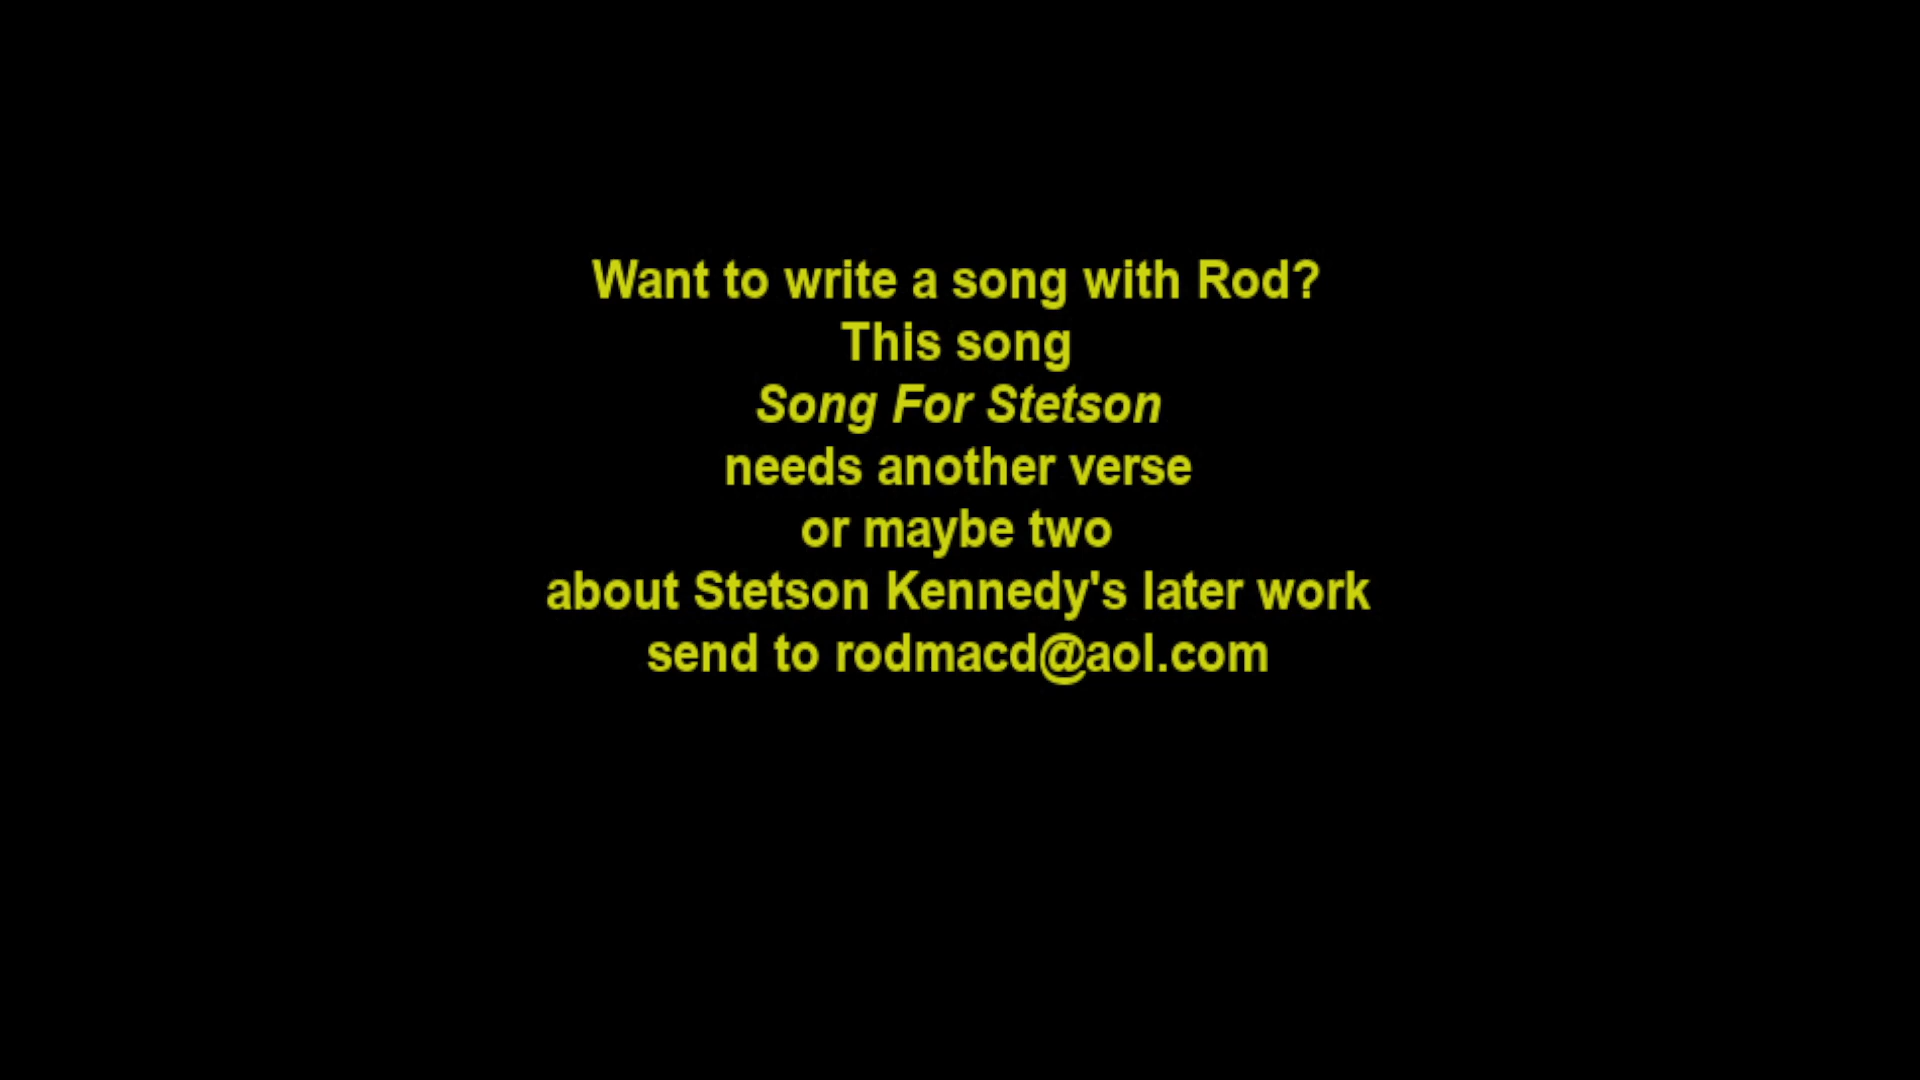 Want to write a song with Rod?
This song
Song For Stetson
needs another verse
or maybe two
about Stetson Kennedy's later work
send to rodmacd@aol.com